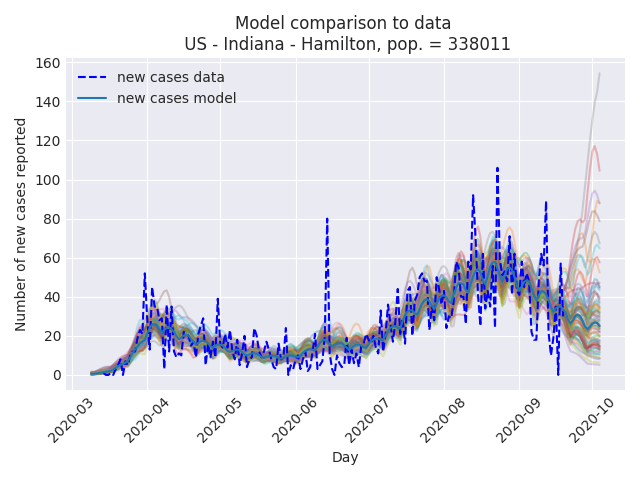 Model comparison to data
US - Indiana - Hamilton, pop. = 338011
new cases data
new cases model
Number of new cases reported
160
140
120
100
80
60
40
20
0
2020-03
2020-04
2020-05
2020-06
2020-07
2020-08
2020-09
2020-10
Day